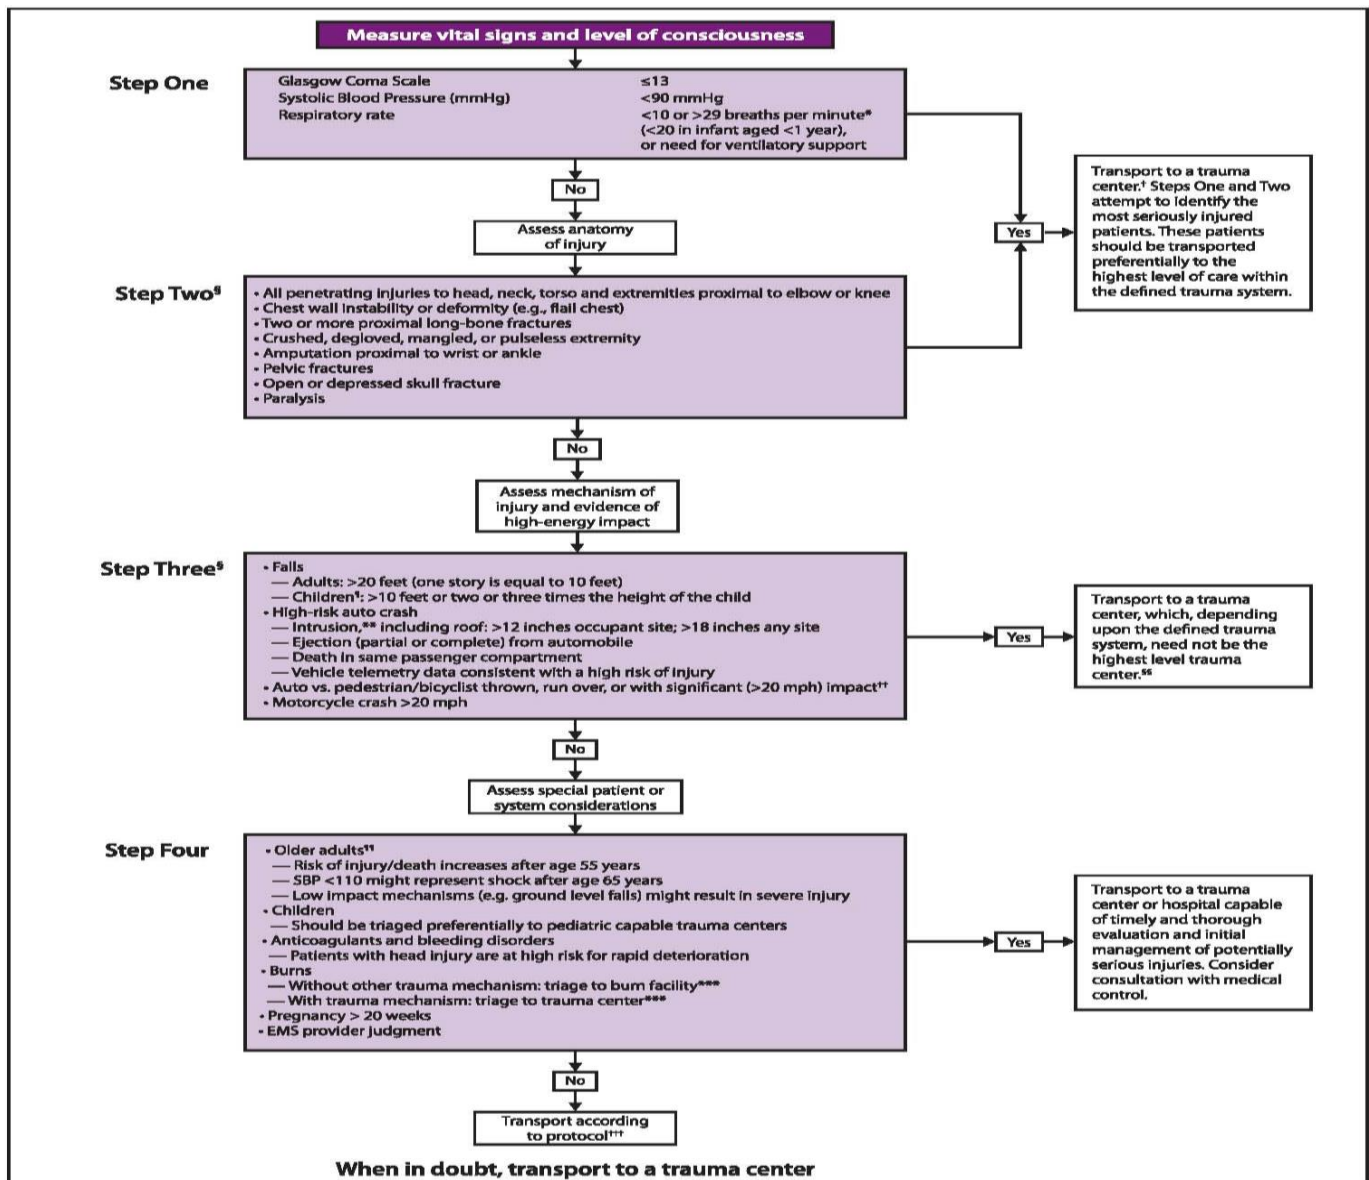 Measure vital signs and level of consciousness
Step One
Glasgow Coma Scale ≤13
Systolic Blood Pressure (mmHg) <90 mmHg
Respiratory rate <10 or >29 breaths per minute*
(<20 in infant aged <1 year),
or need for ventilatory support
Transport to a trauma
center.† Steps One and Two
attempt to identify the
most seriously injured
patients. These patients
should be transported
preferentially to the
highest level of care within
the defined trauma system.
No
Yes
Assess anatomy
of injury
Step Two§
• All penetrating injuries to head, neck, torso and extremities proximal to elbow or knee
• Chest wall instability or deformity (e.g., flail chest)
• Two or more proximal long-bone fractures
• Crushed, degloved, mangled, or pulseless extremity
• Amputation proximal to wrist or ankle
• Pelvic fractures
• Open or depressed skull fracture
• Paralysis
No
Assess mechanism of
injury and evidence of
high-energy impact
Step Three§
• Falls
— Adults: >20 feet (one story is equal to 10 feet)
— Children¶: >10 feet or two or three times the height of the child
• High-risk auto crash
— Intrusion,** including roof: >12 inches occupant site; >18 inches any site
— Ejection (partial or complete) from automobile
— Death in same passenger compartment
— Vehicle telemetry data consistent with a high risk of injury
• Auto vs. pedestrian/bicyclist thrown, run over, or with significant (>20 mph) impact††
• Motorcycle crash >20 mph
Yes
Transport to a trauma
center, which, depending
upon the defined trauma
system, need not be the
highest level trauma
center.§§
No
Assess special patient or
system considerations
Step Four
• Older adults¶¶
— Risk of injury/death increases after age 55 years
— SBP <110 might represent shock after age 65 years
— Low impact mechanisms (e.g. ground level falls) might result in severe injury
• Children
— Should be triaged preferentially to pediatric capable trauma centers
• Anticoagulants and bleeding disorders
— Patients with head injury are at high risk for rapid deterioration
• Burns
— Without other trauma mechanism: triage to burn facility***
— With trauma mechanism: triage to trauma center***
• Pregnancy > 20 weeks
• EMS provider judgment
Yes
Transport to a trauma
center or hospital capable
of timely and thorough
evaluation and initial
management of potentially
serious injuries. Consider
consultation with medical
control.
No
Transport according
to protocol†††
When in doubt, transport to a trauma center